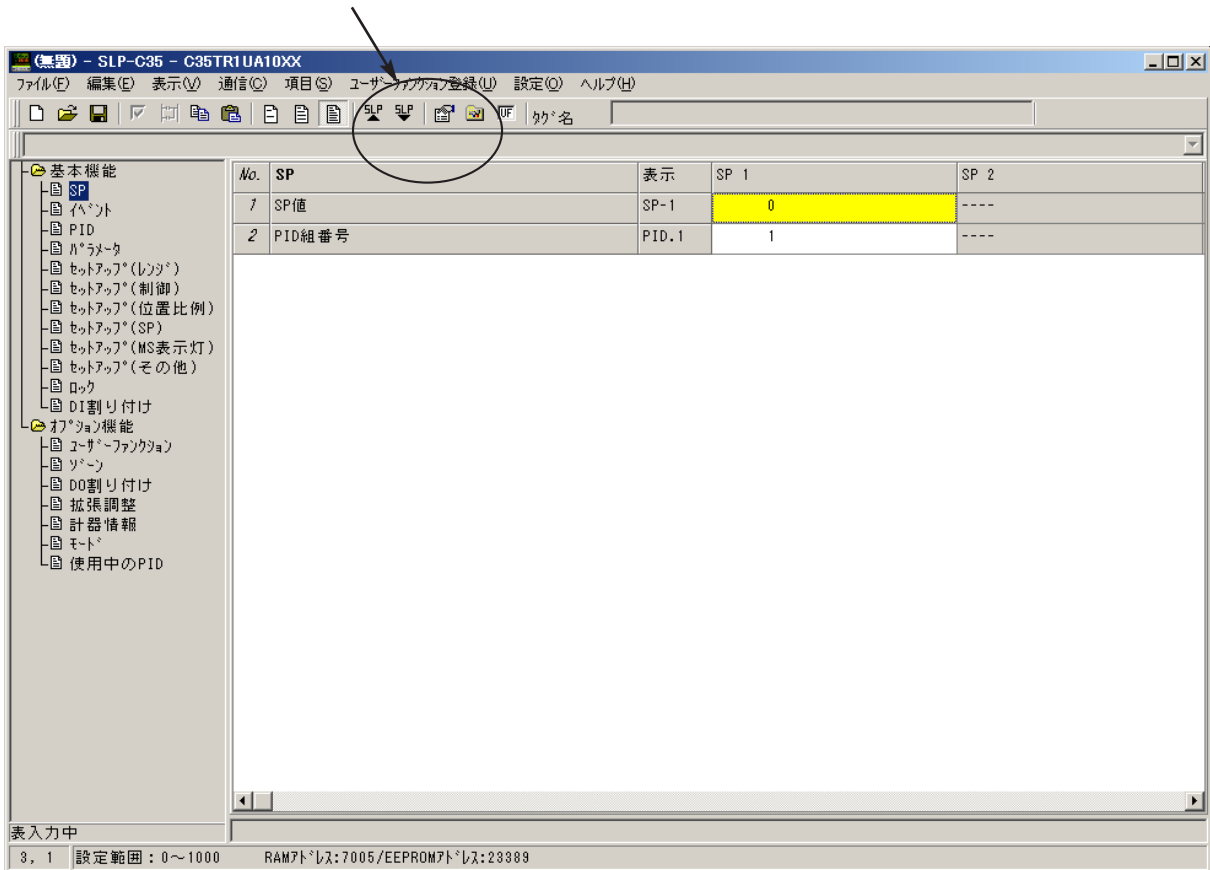 (無題) - SLP-C35 - C35TR1UA10XX
ﾌｧｲﾙ(F) 編集(E) 表示(V) 通信(C) 項目(S) ﾕｰｻﾞｰﾌｧﾝｸｼｮﾝ登録(U) 設定(O) ヘルプ(H)
SLP SLP UF ﾀｸﾞ名
基本機能
SP
ｲﾍﾞﾝﾄ
PID
ﾊﾟﾗﾒｰﾀ
ｾｯﾄｱｯﾌﾟ(ﾚﾝｼﾞ)
ｾｯﾄｱｯﾌﾟ(制御)
ｾｯﾄｱｯﾌﾟ(位置比例)
ｾｯﾄｱｯﾌﾟ(SP)
ｾｯﾄｱｯﾌﾟ(MS表示灯)
ｾｯﾄｱｯﾌﾟ(その他)
ﾛｯｸ
DI割り付け
ｵﾌﾟｼｮﾝ機能
ﾕｰｻﾞｰﾌｧﾝｸｼｮﾝ
ｿﾞｰﾝ
DO割り付け
拡張調整
計器情報
ﾓｰﾄﾞ
使用中のPID
No. SP 表示 SP 1 SP 2
1 SP値 SP-1 0 ----
2 PID組番号 PID.1 1 ----
表入力中
3, 1 設定範囲：0～1000 RAMｱﾄﾞﾚｽ:7005/EEPROMｱﾄﾞﾚｽ:23389